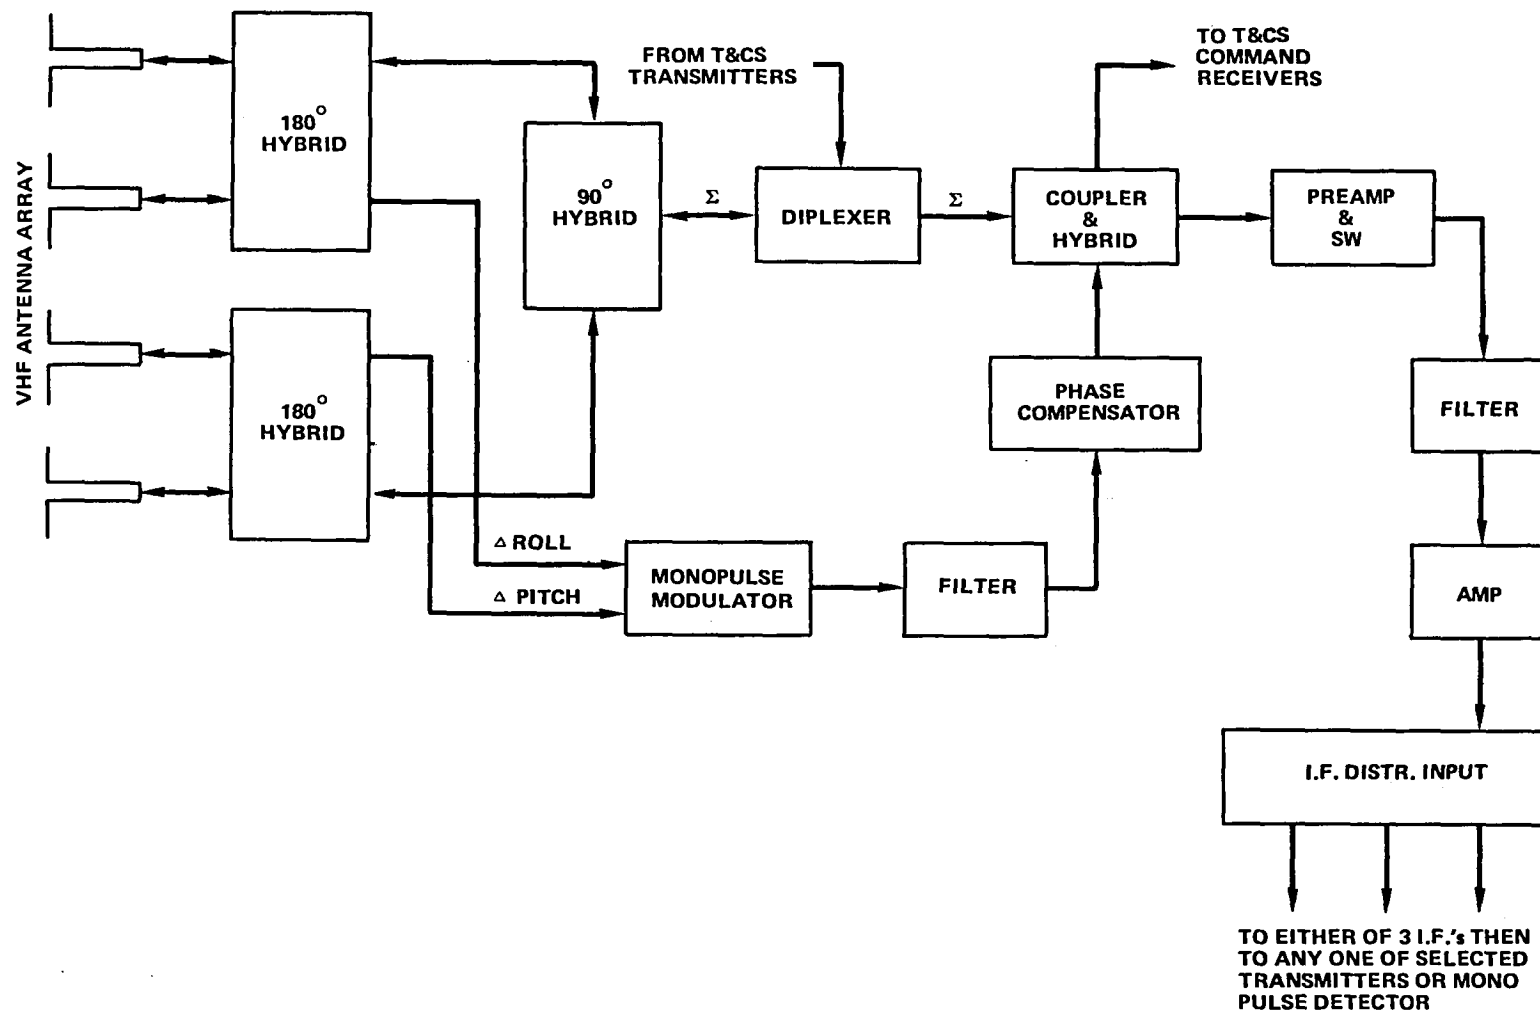 VHF ANTENNA ARRAY
180°
HYBRID
180°
HYBRID
90°
HYBRID
FROM T&CS
TRANSMITTERS
Σ
DIPLEXER
Σ
TO T&CS
COMMAND
RECEIVERS
COUPLER
&
HYBRID
PREAMP
&
SW
PHASE
COMPENSATOR
FILTER
△ ROLL
△ PITCH
MONOPULSE
MODULATOR
FILTER
AMP
I.F. DISTR. INPUT
TO EITHER OF 3 I.F.'s THEN
TO ANY ONE OF SELECTED
TRANSMITTERS OR MONO
PULSE DETECTOR